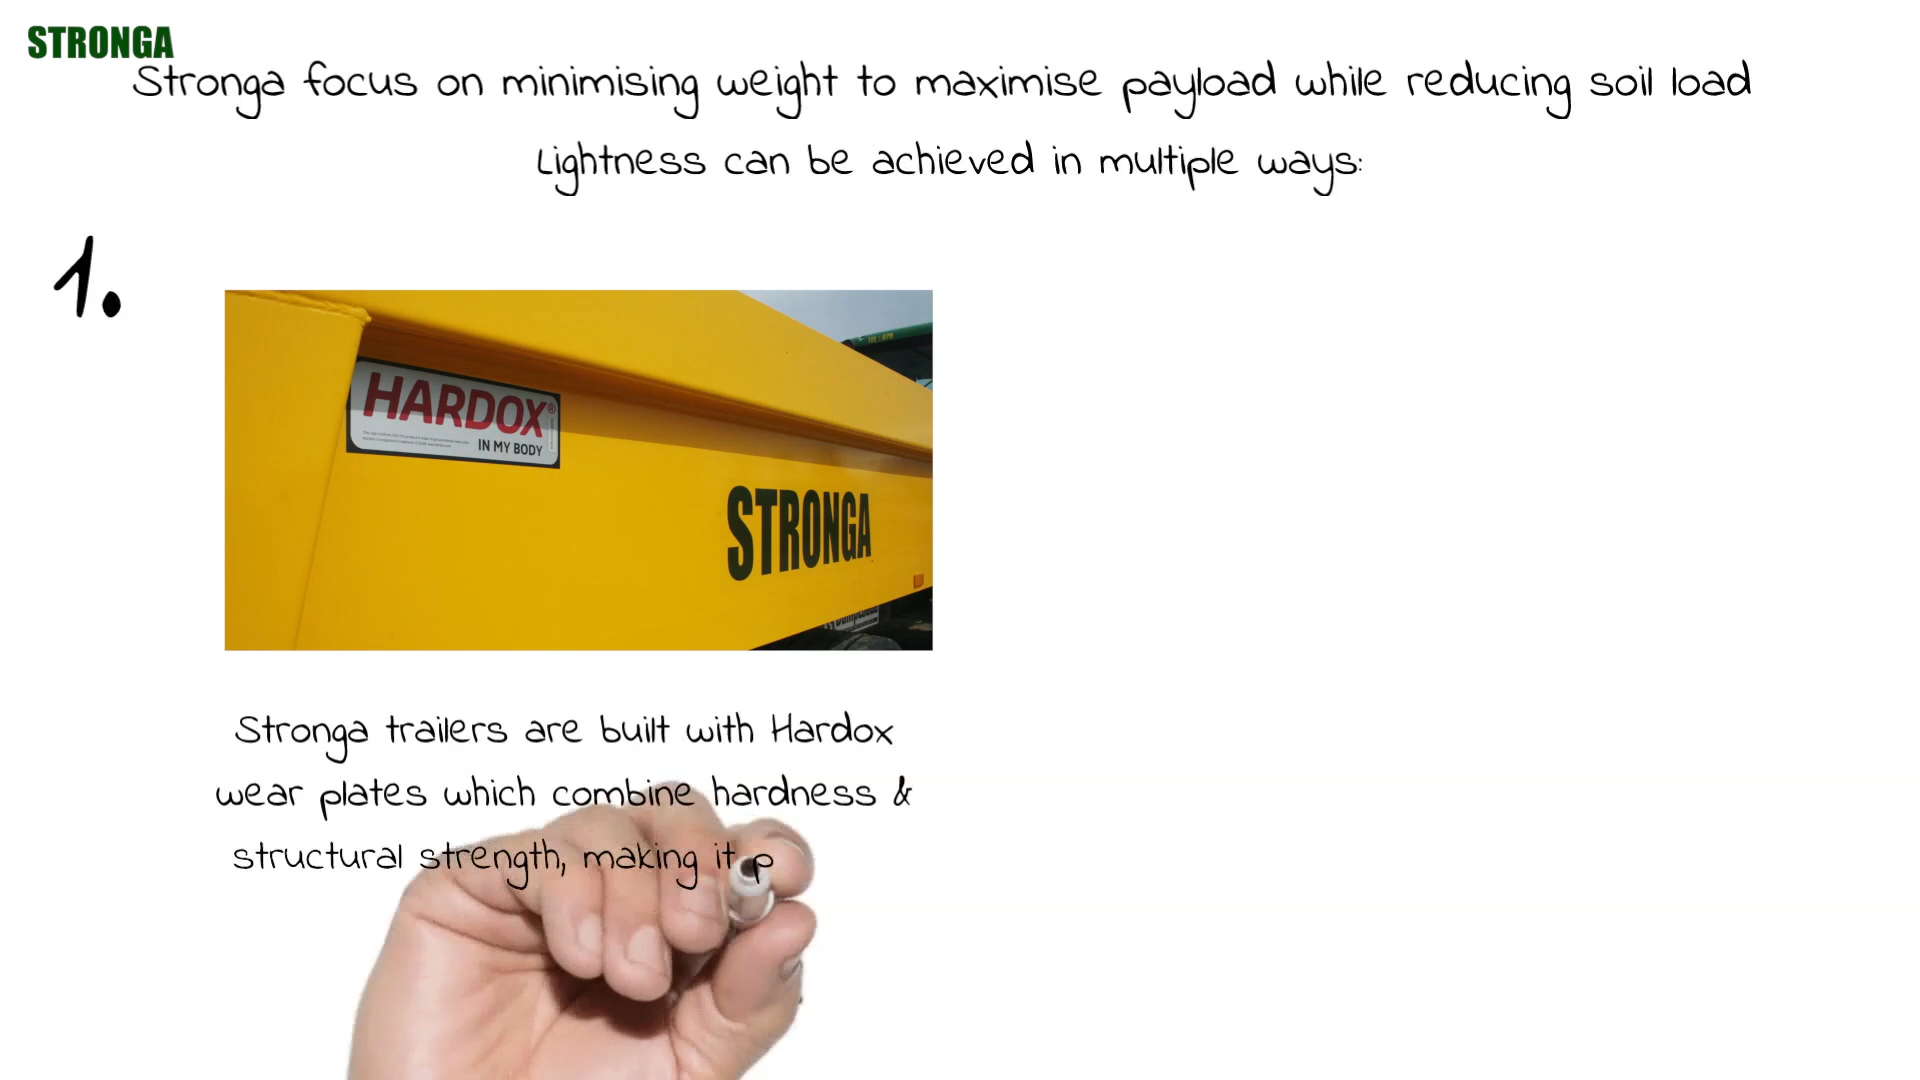 STRONGA
Stronga focus on minimising weight to maximise payload while reducing soil load
Lightness can be achieved in multiple ways:
1.
HARDOX®
IN MY BODY
STRONGA
Stronga trailers are built with Hardox
wear plates which combine hardness &
structural strength, making it p